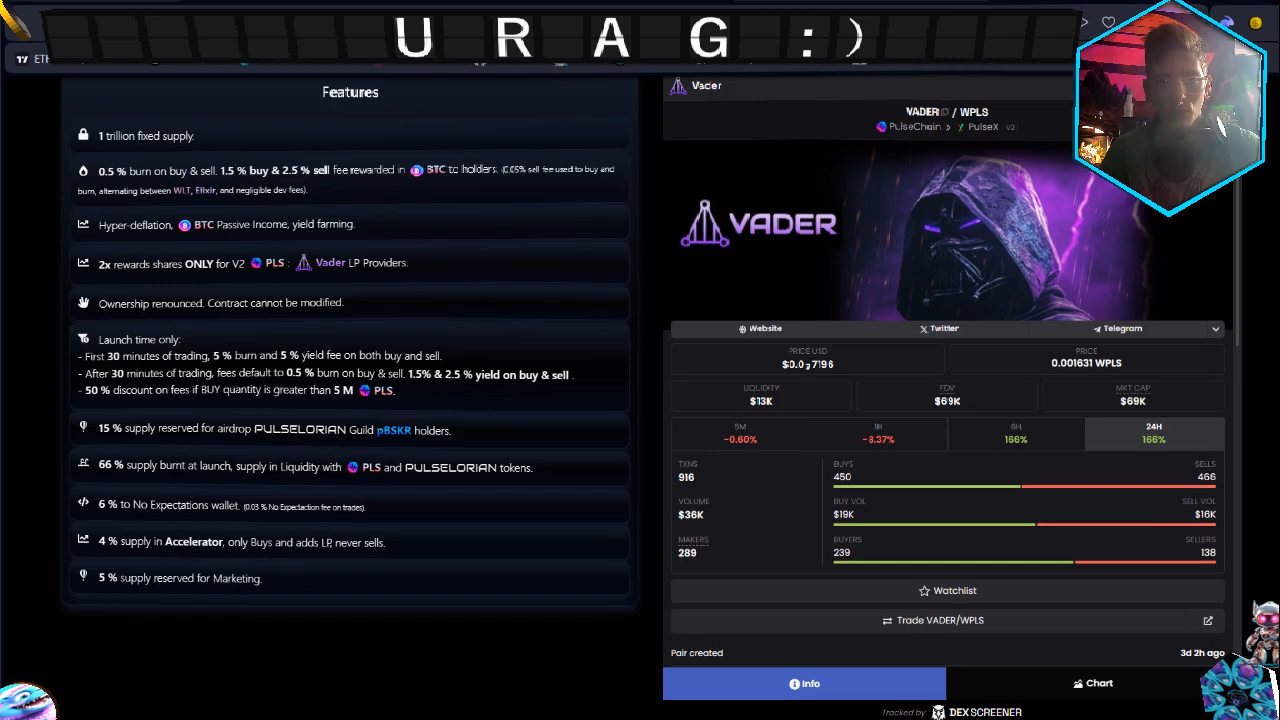 U R A G : )
ETH
Features
1 trillion fixed supply.
0.5 % burn on buy & sell. 1.5 % buy & 2.5 % sell fee rewarded in BTC to holders. (0.05% sell fee used to buy and
burn, alternating between WLT, Elixir, and negligible dev fees).
Hyper-deflation, BTC Passive Income, yield farming.
2x rewards shares ONLY for V2 PLS : Vader LP Providers.
Ownership renounced. Contract cannot be modified.
Launch time only:
- First 30 minutes of trading, 5 % burn and 5 % yield fee on both buy and sell.
- After 30 minutes of trading, fees default to 0.5 % burn on buy & sell. 1.5% & 2.5 % yield on buy & sell .
- 50 % discount on fees if BUY quantity is greater than 5 M PLS.
15 % supply reserved for airdrop PULSELORIAN Guild pBSKR holders.
66 % supply burnt at launch, supply in Liquidity with PLS and PULSELORIAN tokens.
6 % to No Expectations wallet. (0.03 % No Expectaction fee on trades).
4 % supply in Accelerator, only Buys and adds LP, never sells.
5 % supply reserved for Marketing.
Vader
VADER / WPLS
PulseChain > PulseX V2
VADER
Website Twitter Telegram
PRICE USD PRICE
0.001631 WPLS
LIQUIDITY FDV MKT CAP
$13K $69K $69K
5M 1H 6H 24H
-0.60% -8.37% 166% 166%
TXNS BUYS SELLS
916 450 466
VOLUME BUY VOL SELL VOL
$36K $19K $16K
MAKERS BUYERS SELLERS
289 239 138
Watchlist
Trade VADER/WPLS
Pair created 3d 2h ago
Info Chart
Tracked by DEX SCREENER